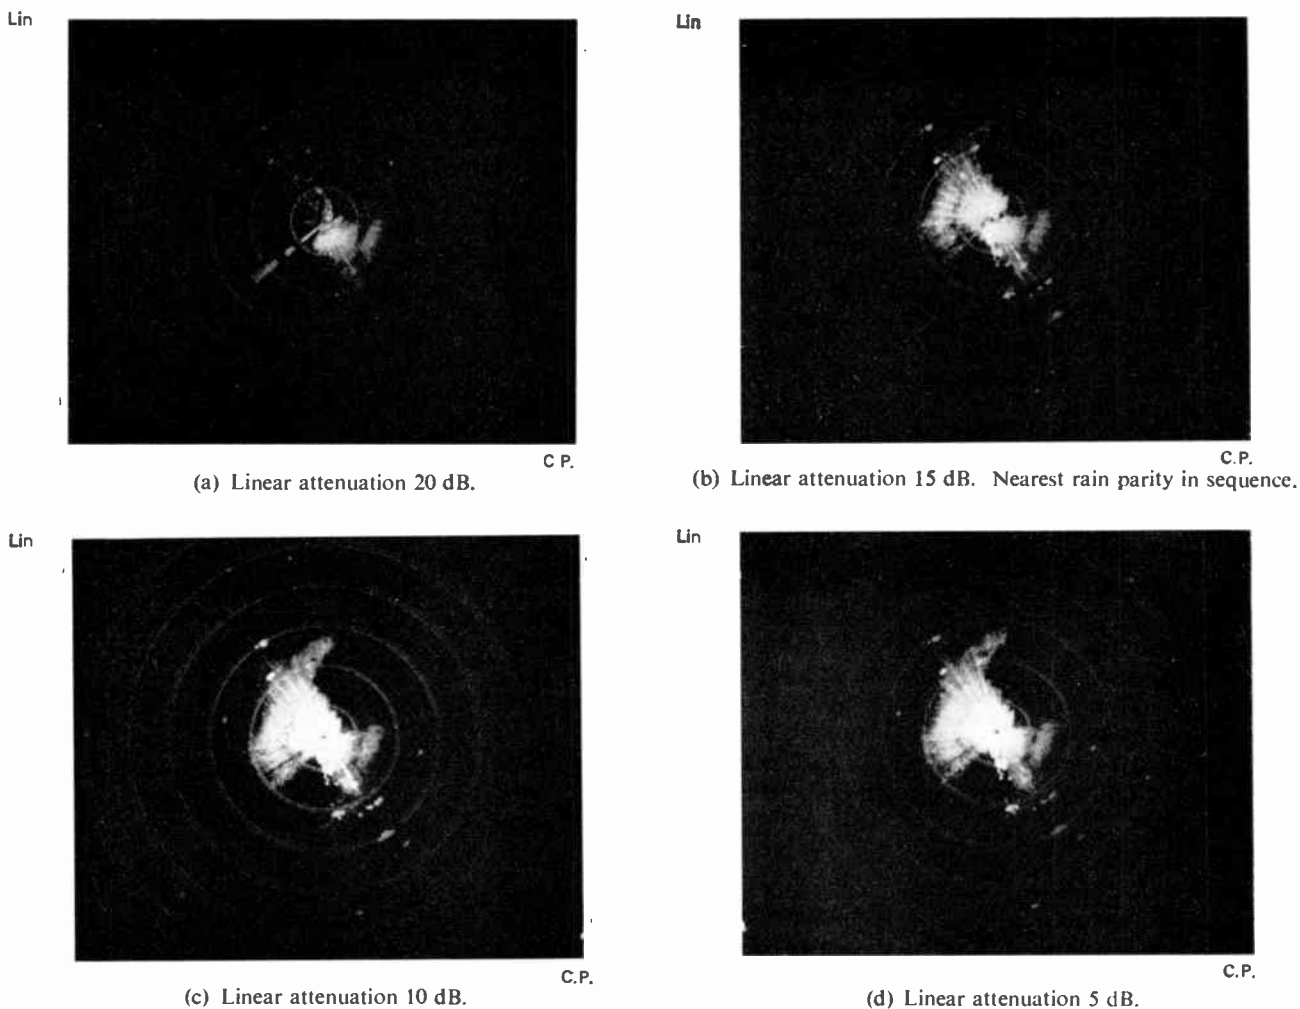 Lin
Lin
C P.
(a) Linear attenuation 20 dB.
C.P.
(b) Linear attenuation 15 dB. Nearest rain parity in sequence.
Lin
Lin
C.P.
(c) Linear attenuation 10 dB.
C.P.
(d) Linear attenuation 5 dB.